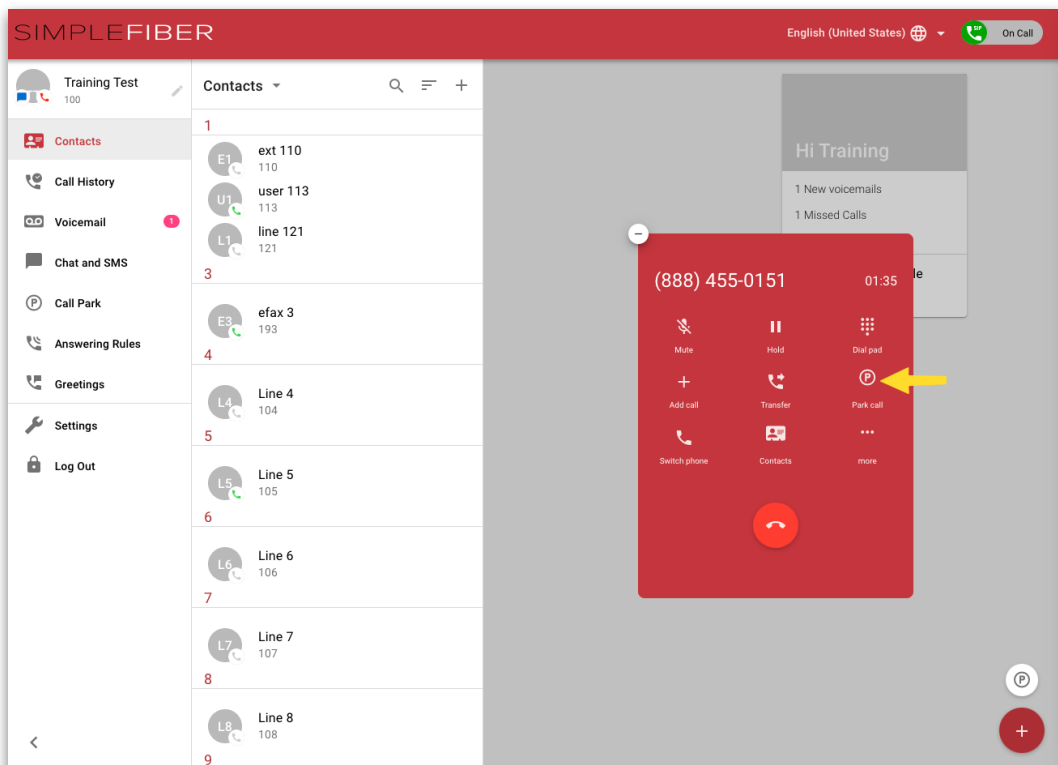 SIMPLEFIBER
English (United States)
SIP
On Call
Training Test
100
Contacts
Call History
Voicemail
1
Chat and SMS
P
Call Park
Answering Rules
Greetings
Settings
Log Out
Contacts
1
E1
ext 110
110
U1
user 113
113
L1
line 121
121
3
E3
efax 3
193
4
L4
Line 4
104
5
L5
Line 5
105
6
L6
Line 6
106
7
L7
Line 7
107
8
L8
Line 8
108
9
Hi Training
1 New voicemails
1 Missed Calls
le
(888) 455-0151
01:35
Mute
Hold
Dial pad
P
Add call
Transfer
Park call
Switch phone
Contacts
more
P